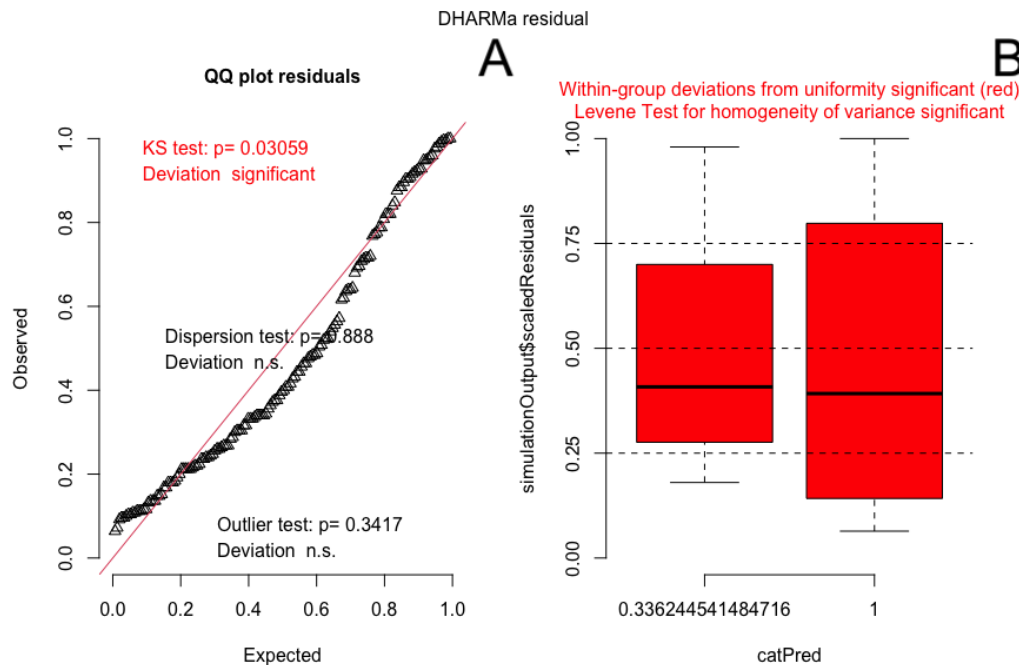 DHARMa residual
A
B
QQ plot residuals
KS test: p= 0.03059
Deviation significant
Dispersion test: p= 0.888
Deviation n.s.
Outlier test: p= 0.3417
Deviation n.s.
Observed
0.0 0.2 0.4 0.6 0.8 1.0
0.0 0.2 0.4 0.6 0.8 1.0
Expected
Within-group deviations from uniformity significant (red)
Levene Test for homogeneity of variance significant
simulationOutput$scaledResiduals
0.00 0.25 0.50 0.75 1.00
0.336244541484716 1
catPred